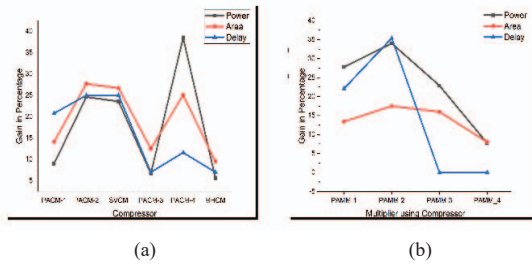 Power
Area
Delay
40
35
30
25
20
15
10
5
Gain in Percentage
PACM-1 PACM-2 SVCM PACM-3 PACM-4
Compressor
(a)
Power
Area
Delay
40
35
30
25
20
15
10
5
0
-5
Gain in Percentage
PAMM 1 PAMM 2 PAMM 3 PAMM_4
Multiplier using Compressor
(b)